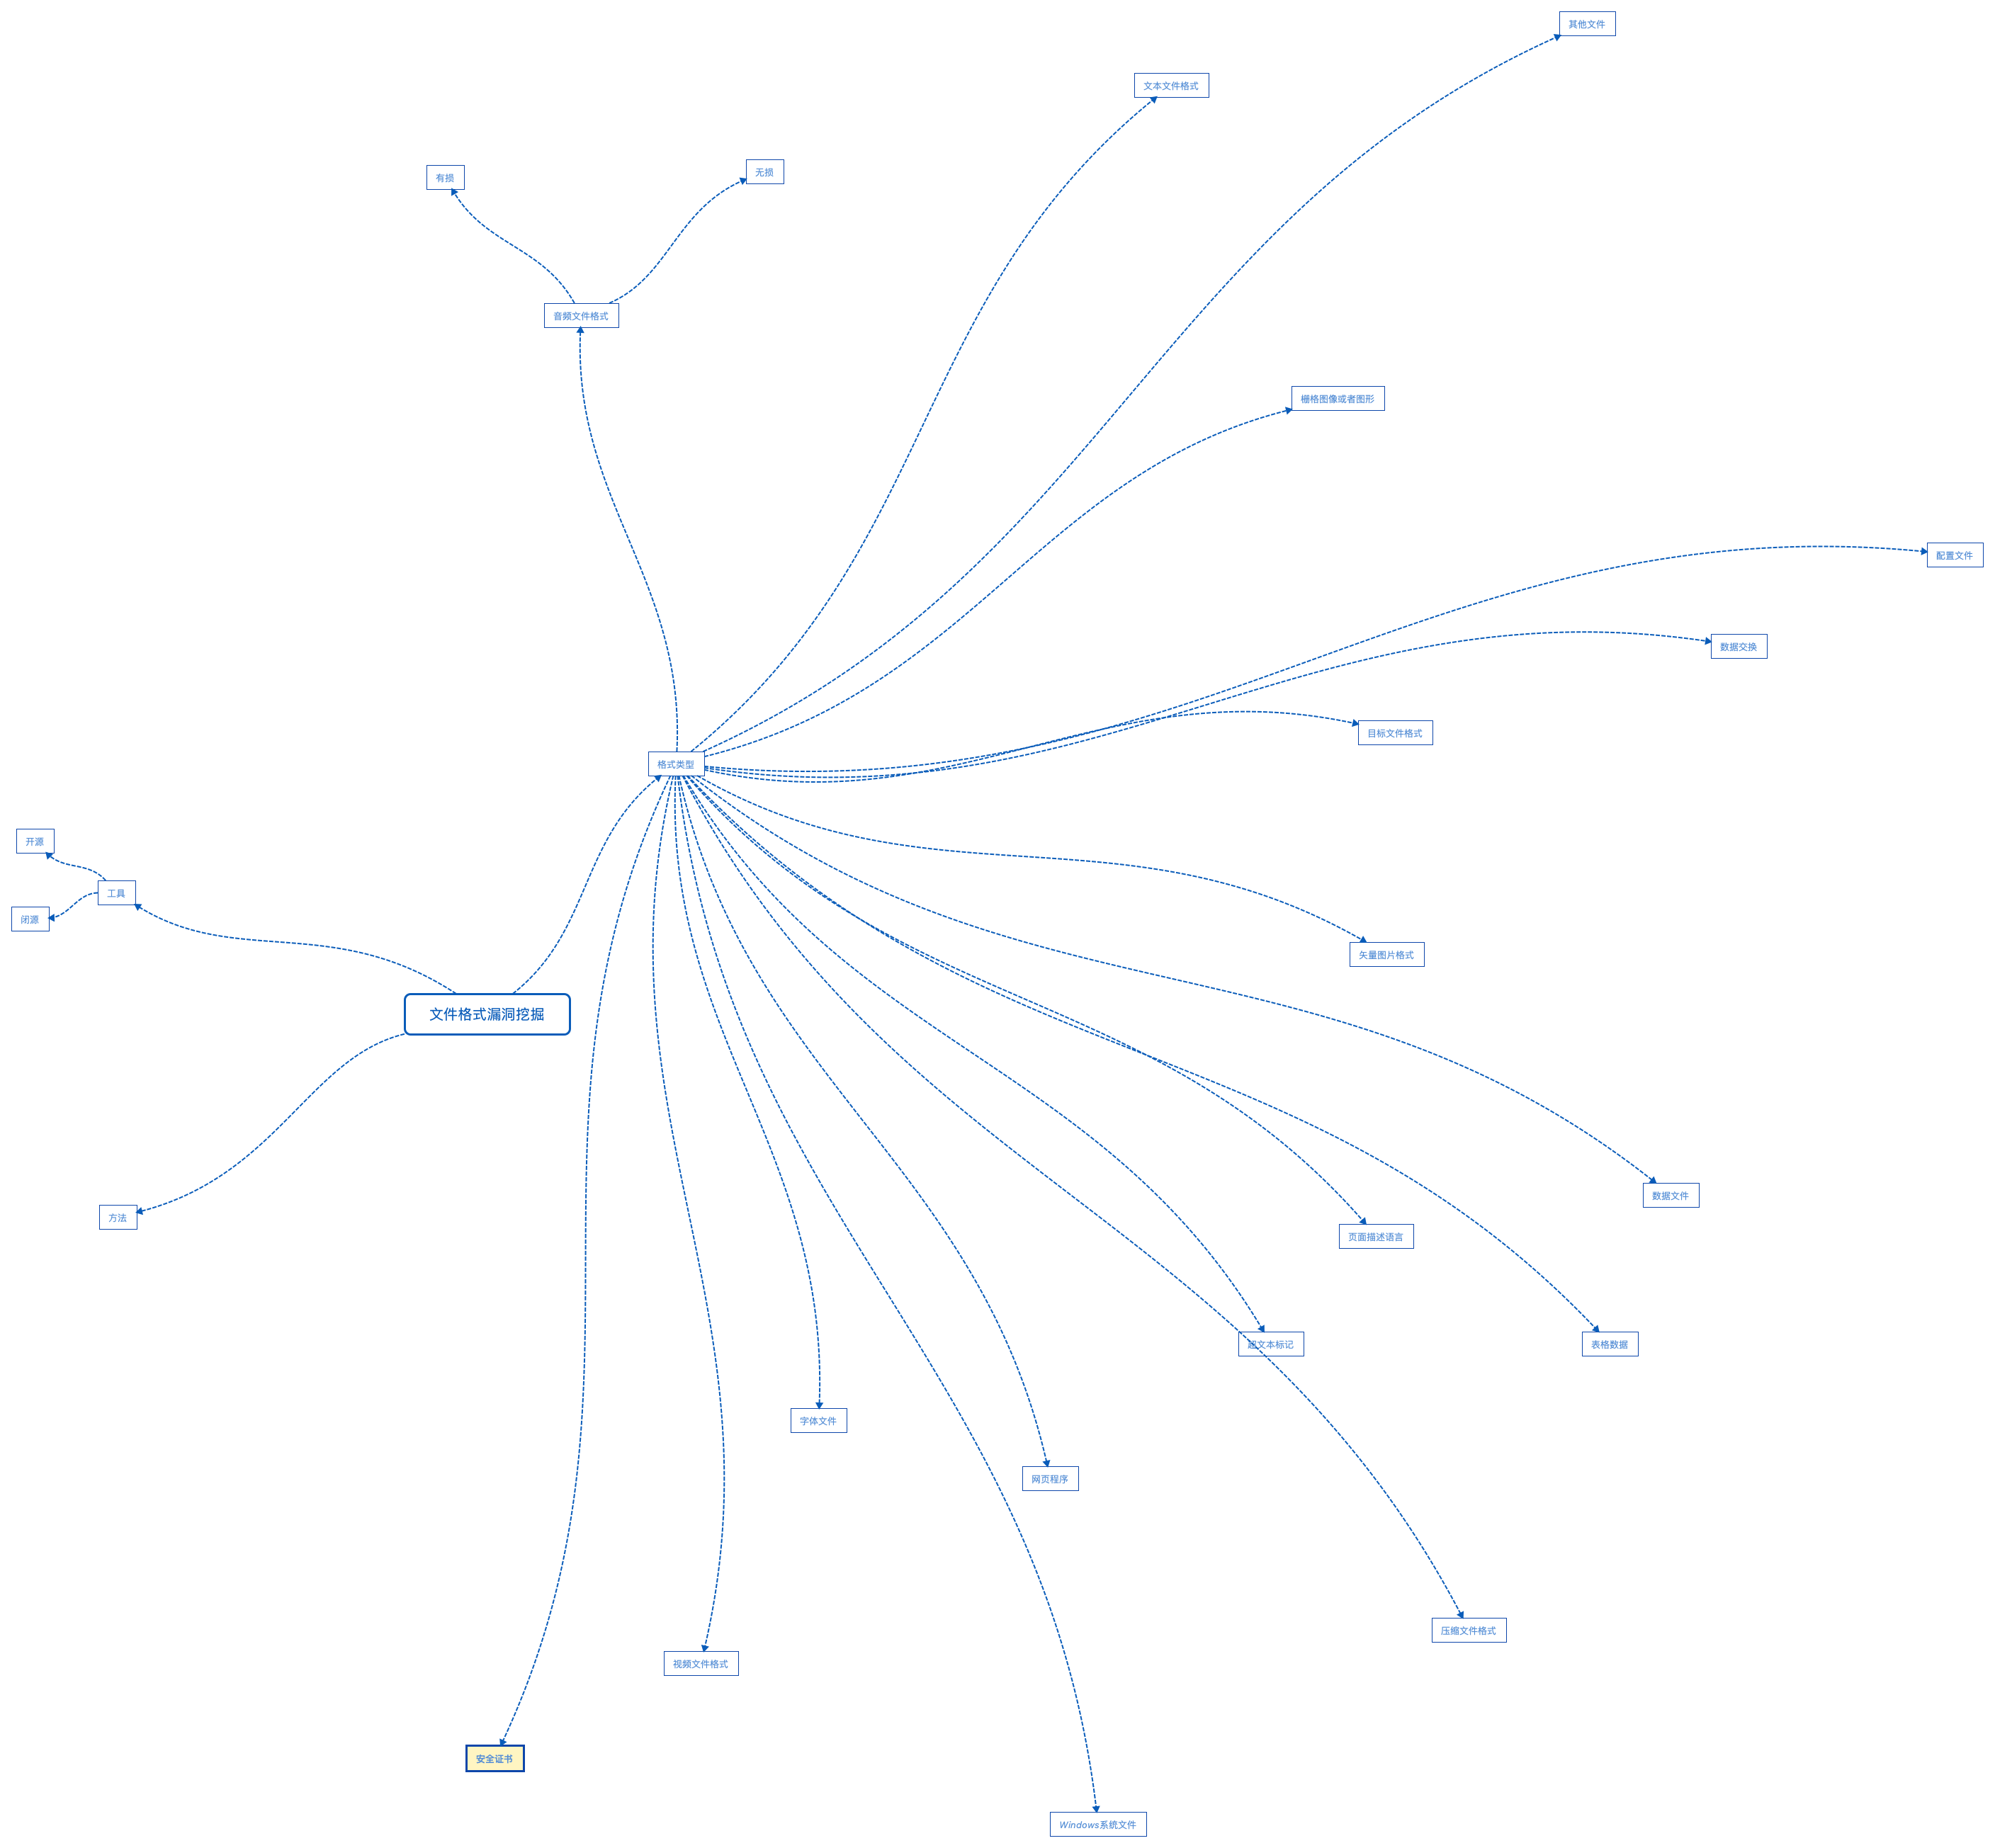 其他文件
文本文件格式
无损
有损
音频文件格式
栅格图像或者图形
配置文件
数据交换
目标文件格式
格式类型
开源
工具
闭源
矢量图片格式
文件格式漏洞挖掘
数据文件
方法
页面描述语言
超文本标记
表格数据
字体文件
网页程序
压缩文件格式
视频文件格式
安全证书
Windows系统文件